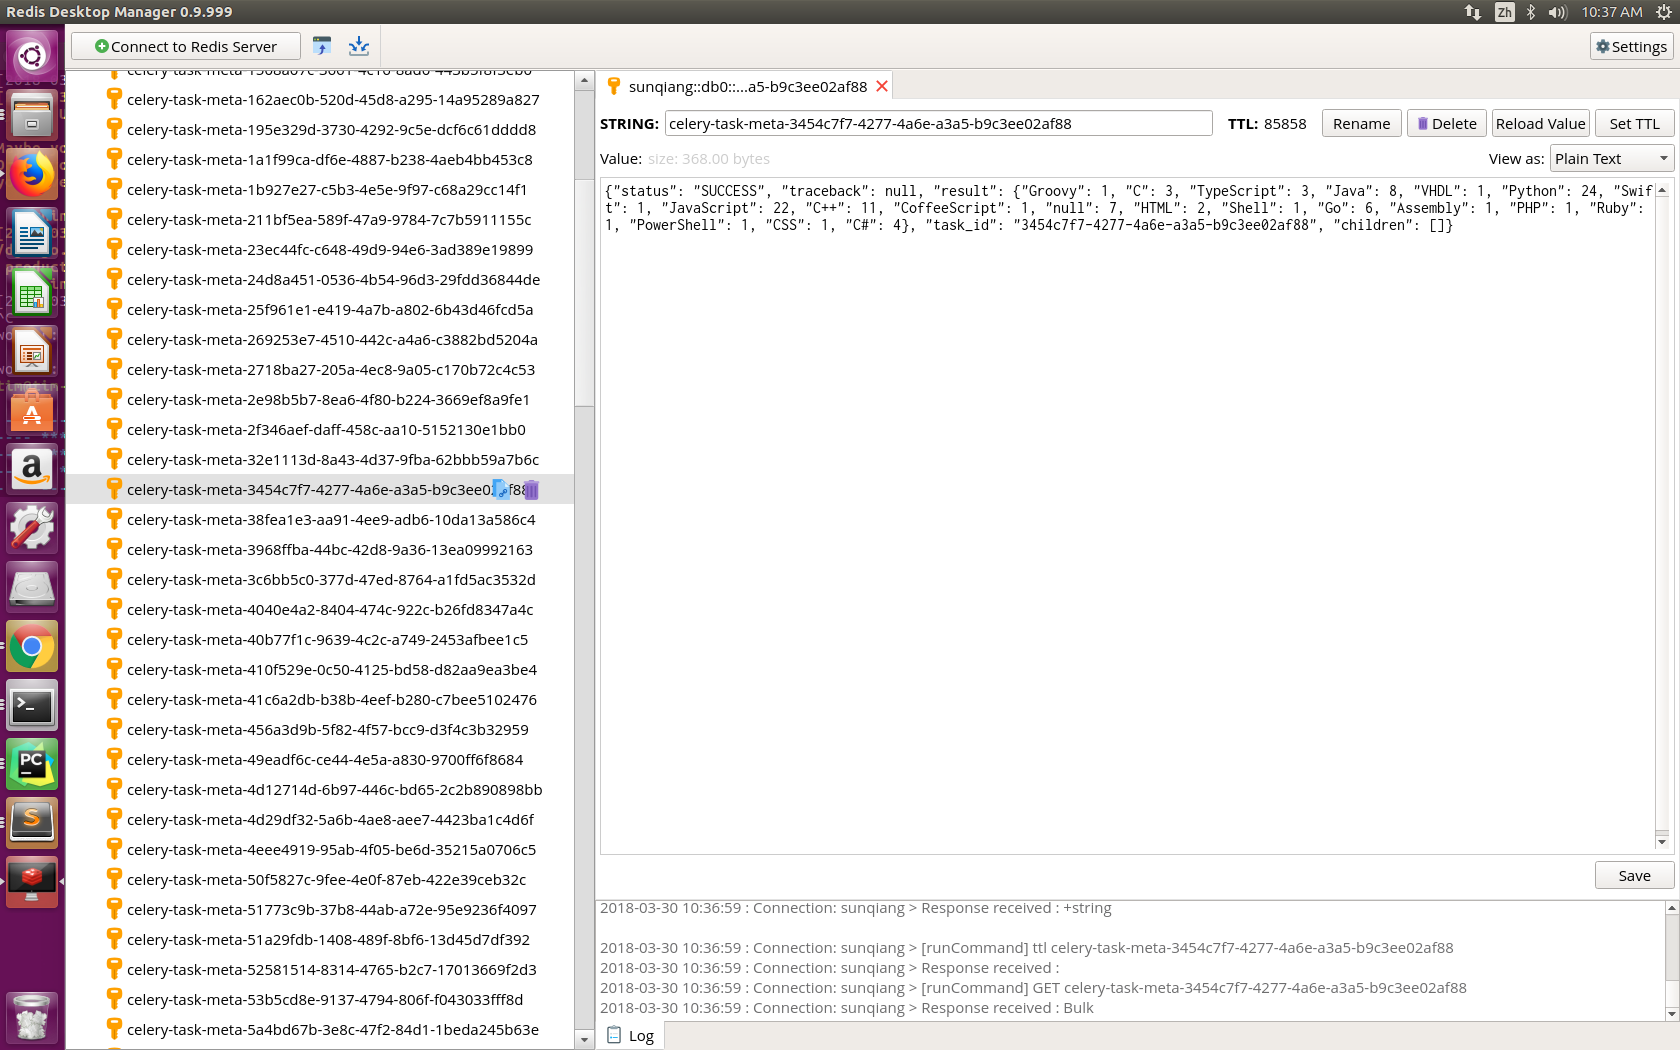 Redis Desktop Manager 0.9.999
Zh
10:37 AM
Connect to Redis Server
Settings
celery-task-meta-162aec0b-520d-45d8-a295-14a95289a827
celery-task-meta-195e329d-3730-4292-9c5e-dcf6c61dddd8
celery-task-meta-1a1f99ca-df6e-4887-b238-4aeb4bb453c8
celery-task-meta-1b927e27-c5b3-4e5e-9f97-c68a29cc14f1
celery-task-meta-211bf5ea-589f-47a9-9784-7c7b5911155c
celery-task-meta-23ec44fc-c648-49d9-94e6-3ad389e19899
celery-task-meta-24d8a451-0536-4b54-96d3-29fdd36844de
celery-task-meta-25f961e1-e419-4a7b-a802-6b43d46fcd5a
celery-task-meta-269253e7-4510-442c-a4a6-c3882bd5204a
celery-task-meta-2718ba27-205a-4ec8-9a05-c170b72c4c53
celery-task-meta-2e98b5b7-8ea6-4f80-b224-3669ef8a9fe1
celery-task-meta-2f346aef-daff-458c-aa10-5152130e1bb0
celery-task-meta-32e1113d-8a43-4d37-9fba-62bbb59a7b6c
celery-task-meta-3454c7f7-4277-4a6e-a3a5-b9c3ee02af88
celery-task-meta-38fea1e3-aa91-4ee9-adb6-10da13a586c4
celery-task-meta-3968ffba-44bc-42d8-9a36-13ea09992163
celery-task-meta-3c6bb5c0-377d-47ed-8764-a1fd5ac3532d
celery-task-meta-4040e4a2-8404-474c-922c-b26fd8347a4c
celery-task-meta-40b77f1c-9639-4c2c-a749-2453afbee1c5
celery-task-meta-410f529e-0c50-4125-bd58-d82aa9ea3be4
celery-task-meta-41c6a2db-b38b-4eef-b280-c7bee5102476
celery-task-meta-456a3d9b-5f82-4f57-bcc9-d3f4c3b32959
celery-task-meta-49eadf6c-ce44-4e5a-a830-9700ff6f8684
celery-task-meta-4d12714d-6b97-446c-bd65-2c2b890898bb
celery-task-meta-4d29df32-5a6b-4ae8-aee7-4423ba1c4d6f
celery-task-meta-4eee4919-95ab-4f05-be6d-35215a0706c5
celery-task-meta-50f5827c-9fee-4e0f-87eb-422e39ceb32c
celery-task-meta-51773c9b-37b8-44ab-a72e-95e9236f4097
celery-task-meta-51a29fdb-1408-489f-8bf6-13d45d7df392
celery-task-meta-52581514-8314-4765-b2c7-17013669f2d3
celery-task-meta-53b5cd8e-9137-4794-806f-f043033fff8d
celery-task-meta-5a4bd67b-3e8c-47f2-84d1-1beda245b63e
sunqiang::db0::...a5-b9c3ee02af88
STRING: celery-task-meta-3454c7f7-4277-4a6e-a3a5-b9c3ee02af88 TTL: 85858 Rename Delete Reload Value Set TTL
Value: size: 368.00 bytes View as: Plain Text
{"status": "SUCCESS", "traceback": null, "result": {"Groovy": 1, "C": 3, "TypeScript": 3, "Java": 8, "VHDL": 1, "Python": 24, "Swif
t": 1, "JavaScript": 22, "C++": 11, "CoffeeScript": 1, "null": 7, "HTML": 2, "Shell": 1, "Go": 6, "Assembly": 1, "PHP": 1, "Ruby":
1, "PowerShell": 1, "CSS": 1, "C#": 4}, "task_id": "3454c7f7-4277-4a6e-a3a5-b9c3ee02af88", "children": []}
Save
2018-03-30 10:36:59 : Connection: sunqiang > Response received : +string
2018-03-30 10:36:59 : Connection: sunqiang > [runCommand] ttl celery-task-meta-3454c7f7-4277-4a6e-a3a5-b9c3ee02af88
2018-03-30 10:36:59 : Connection: sunqiang > Response received :
2018-03-30 10:36:59 : Connection: sunqiang > [runCommand] GET celery-task-meta-3454c7f7-4277-4a6e-a3a5-b9c3ee02af88
2018-03-30 10:36:59 : Connection: sunqiang > Response received : Bulk
Log